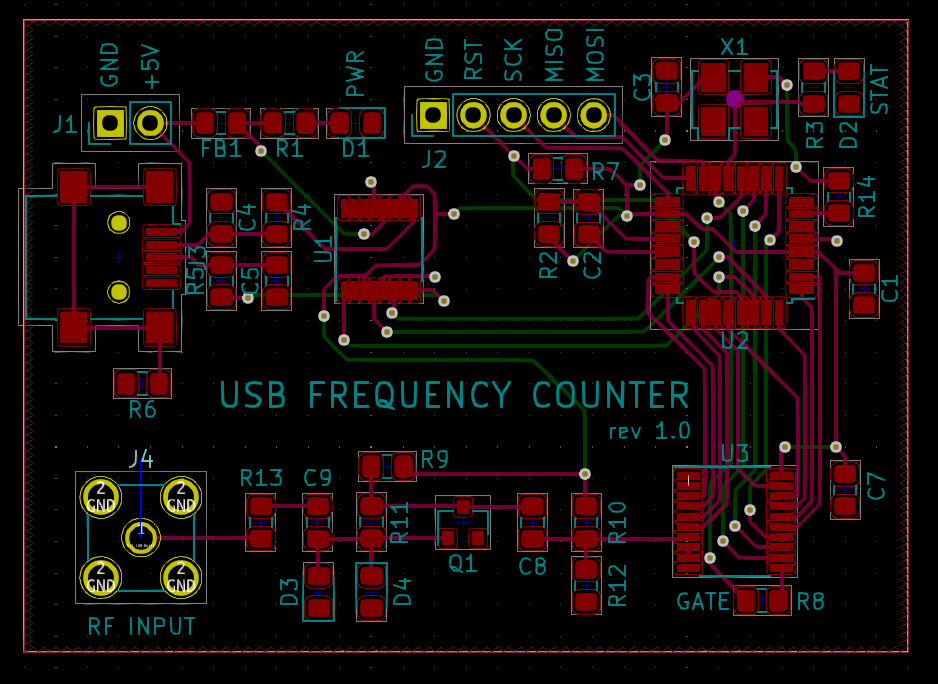 GND
+5V
PWR
GND
RST
SCK
MISO
MOSI
X1
STAT
C3
J1
FB1
R1
D1
J2
R3
D2
R7
R14
C4
R4
U1
R2
C2
J3
R5
C5
C1
U2
R6
USB FREQUENCY COUNTER
rev 1.0
J4
R9
U3
R13
C9
C7
2
GND
2
GND
1
R11
R10
Q1
C8
2
GND
2
GND
D3
D4
R12
GATE
R8
RF INPUT